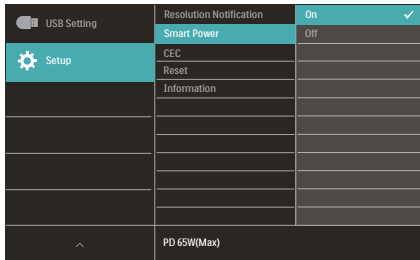 USB Setting
Setup
Resolution Notification
Smart Power
CEC
Reset
Information
On
Off
PD 65W(Max)